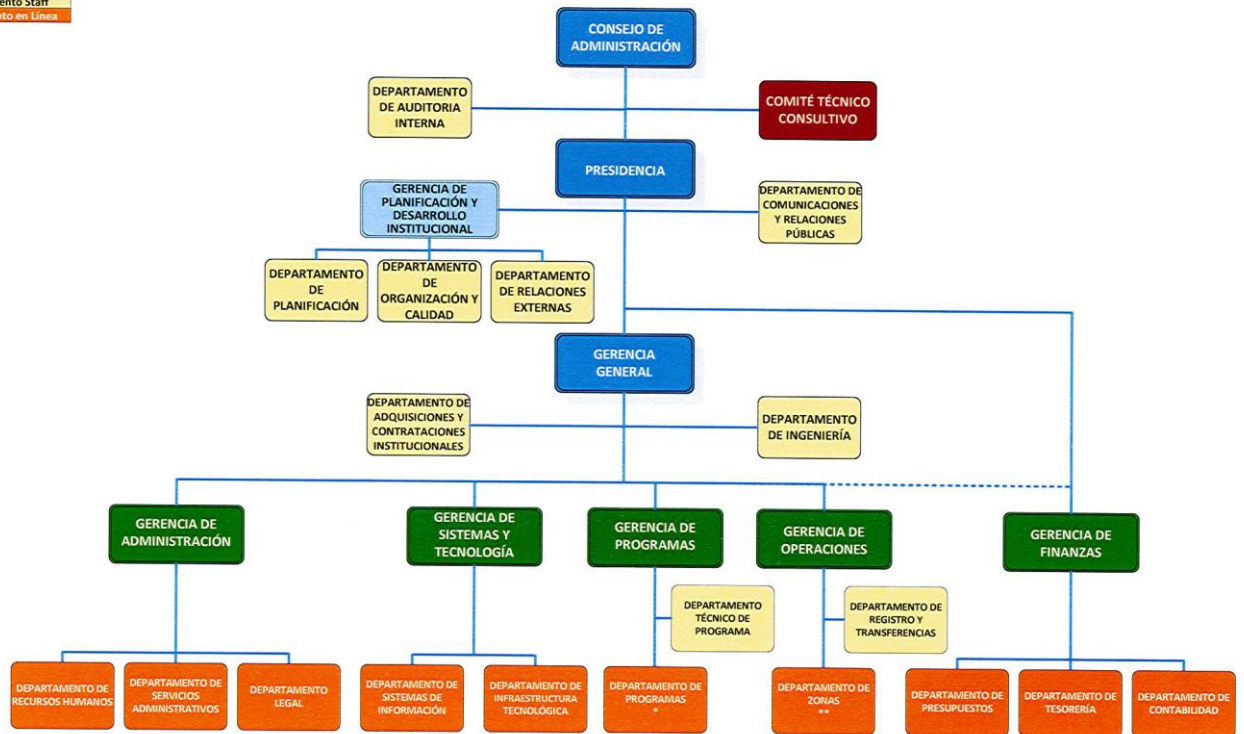 ento Staff
nto en Línea
CONSEJO DE
ADMINISTRACIÓN
DEPARTAMENTO
DE AUDITORIA
INTERNA
COMITÉ TÉCNICO
CONSULTIVO
PRESIDENCIA
GERENCIA DE
PLANIFICACIÓN Y
DESARROLLO
INSTITUCIONAL
DEPARTAMENTO DE
COMUNICACIONES
Y RELACIONES
PÚBLICAS
DEPARTAMENTO
DE
PLANIFICACIÓN
DEPARTAMENTO
DE
ORGANIZACIÓN Y
CALIDAD
DEPARTAMENTO
DE RELACIONES
EXTERNAS
GERENCIA
GENERAL
DEPARTAMENTO DE
ADQUISICIONES Y
CONTRATACIONES
INSTITUCIONALES
DEPARTAMENTO
DE INGENIERÍA
GERENCIA DE
ADMINISTRACIÓN
GERENCIA DE
SISTEMAS Y
TECNOLOGÍA
GERENCIA DE
PROGRAMAS
GERENCIA DE
OPERACIONES
GERENCIA DE
FINANZAS
DEPARTAMENTO
TÉCNICO DE
PROGRAMA
DEPARTAMENTO DE
REGISTRO Y
TRANSFERENCIAS
DEPARTAMENTO DE
RECURSOS HUMANOS
DEPARTAMENTO DE
SERVICIOS
ADMINISTRATIVOS
DEPARTAMENTO
LEGAL
DEPARTAMENTO DE
SISTEMAS DE
INFORMACIÓN
DEPARTAMENTO DE
INFRAESTRUCTURA
TECNOLÓGICA
DEPARTAMENTO DE
PROGRAMAS
*
DEPARTAMENTO DE
ZONAS
**
DEPARTAMENTO DE
PRESUPUESTOS
DEPARTAMENTO DE
TESORERÍA
DEPARTAMENTO DE
CONTABILIDAD